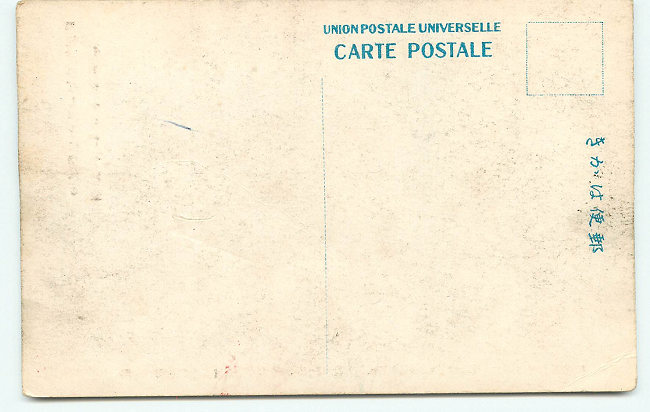 UNION POSTALE UNIVERSELLE
CARTE POSTALE
郵便はがき